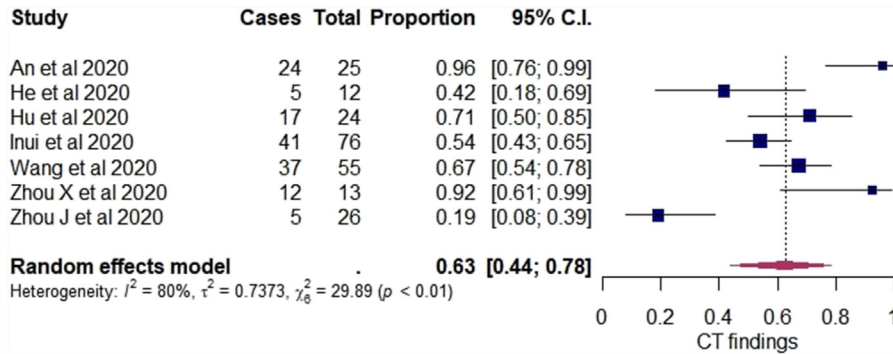 Study Cases Total Proportion 95% C.I.
An et al 2020 24 25 0.96 [0.76; 0.99]
He et al 2020 5 12 0.42 [0.18; 0.69]
Hu et al 2020 17 24 0.71 [0.50; 0.85]
Inui et al 2020 41 76 0.54 [0.43; 0.65]
Wang et al 2020 37 55 0.67 [0.54; 0.78]
Zhou X et al 2020 12 13 0.92 [0.61; 0.99]
Zhou J et al 2020 5 26 0.19 [0.08; 0.39]
Random effects model . 0.63 [0.44; 0.78]
Heterogeneity: I² = 80%, τ² = 0.7373, χ²₆ = 29.89 (p < 0.01)
0 0.2 0.4 0.6 0.8 1
CT findings